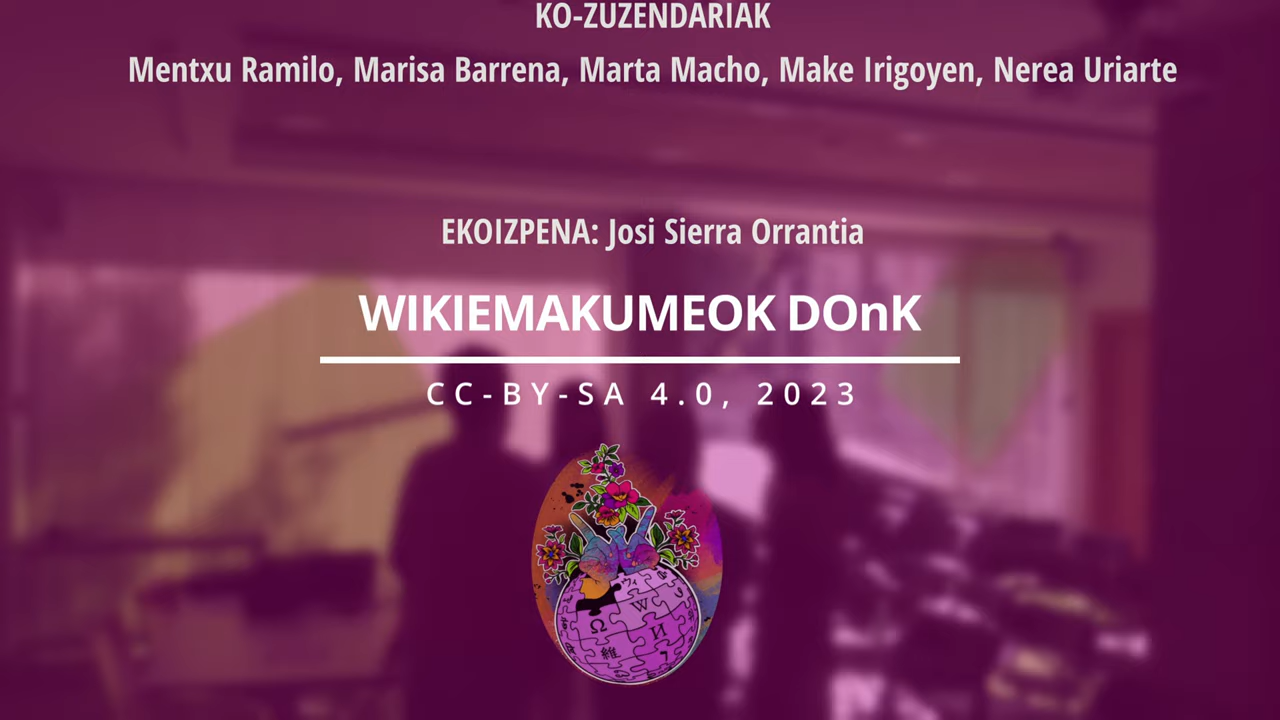 KO-ZUZENDARIAK
Mentxu Ramilo, Marisa Barrena, Marta Macho, Make Irigoyen, Nerea Uriarte
EKOIZPENA: Josi Sierra Orrantia
WIKIEMAKUMEOK DOnK
CC-BY-SA 4.0, 2023
W
Ω
И
維